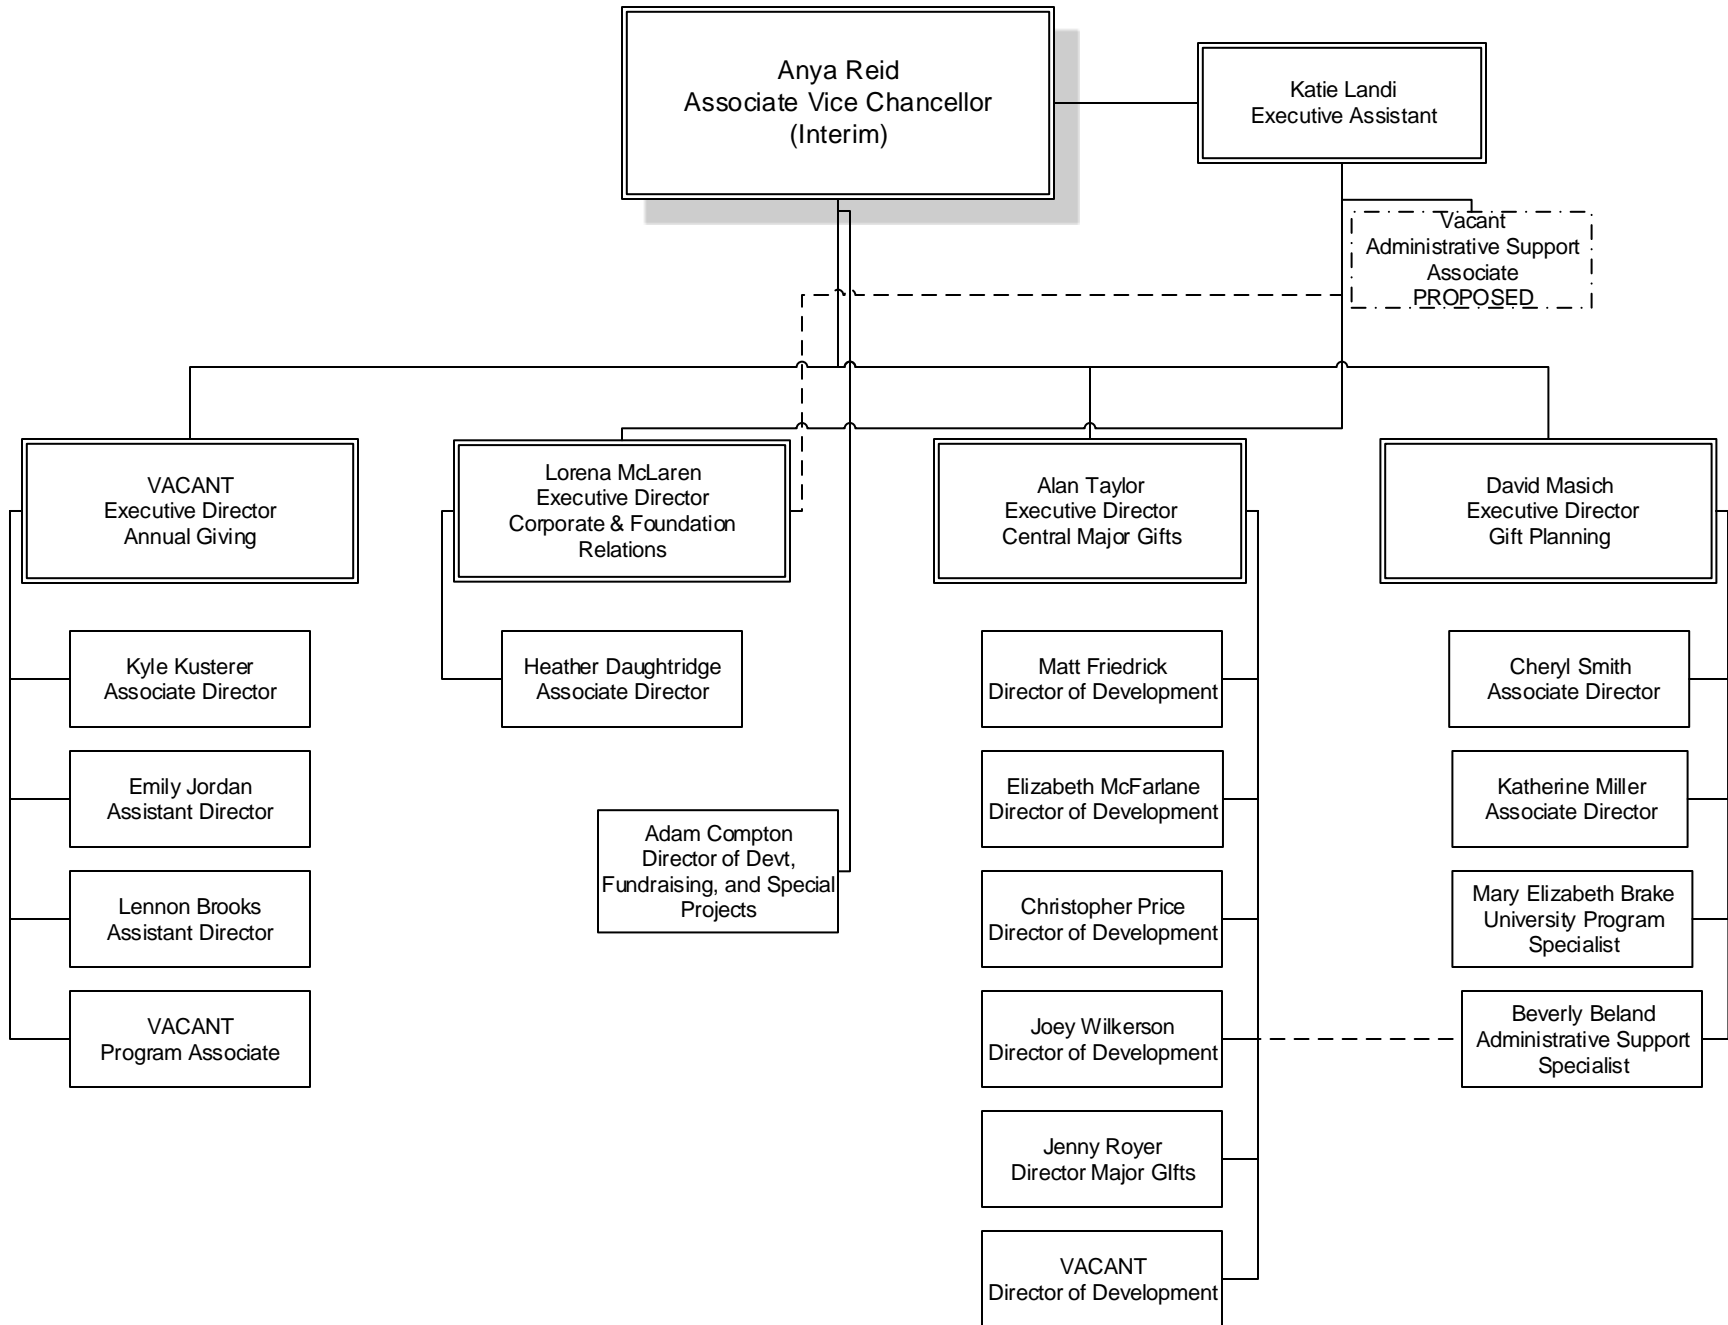 Anya Reid
Associate Vice Chancellor
(Interim)
Katie Landi
Executive Assistant
Vacant
Administrative Support
Associate
PROPOSED
VACANT
Executive Director
Annual Giving
Lorena McLaren
Executive Director
Corporate & Foundation
Relations
Alan Taylor
Executive Director
Central Major Gifts
David Masich
Executive Director
Gift Planning
Kyle Kusterer
Associate Director
Emily Jordan
Assistant Director
Lennon Brooks
Assistant Director
VACANT
Program Associate
Heather Daughtridge
Associate Director
Adam Compton
Director of Devt,
Fundraising, and Special
Projects
Matt Friedrick
Director of Development
Elizabeth McFarlane
Director of Development
Christopher Price
Director of Development
Joey Wilkerson
Director of Development
Jenny Royer
Director Major GIfts
VACANT
Director of Development
Cheryl Smith
Associate Director
Katherine Miller
Associate Director
Mary Elizabeth Brake
University Program
Specialist
Beverly Beland
Administrative Support
Specialist